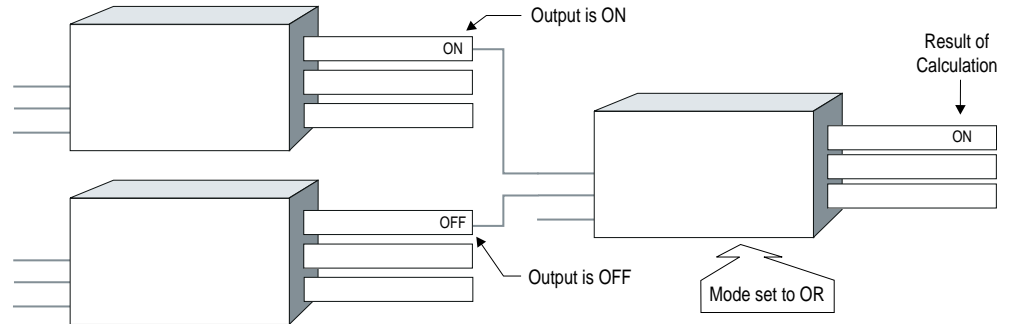 Output is ON
ON
Result of
Calculation
ON
OFF
Output is OFF
Mode set to OR